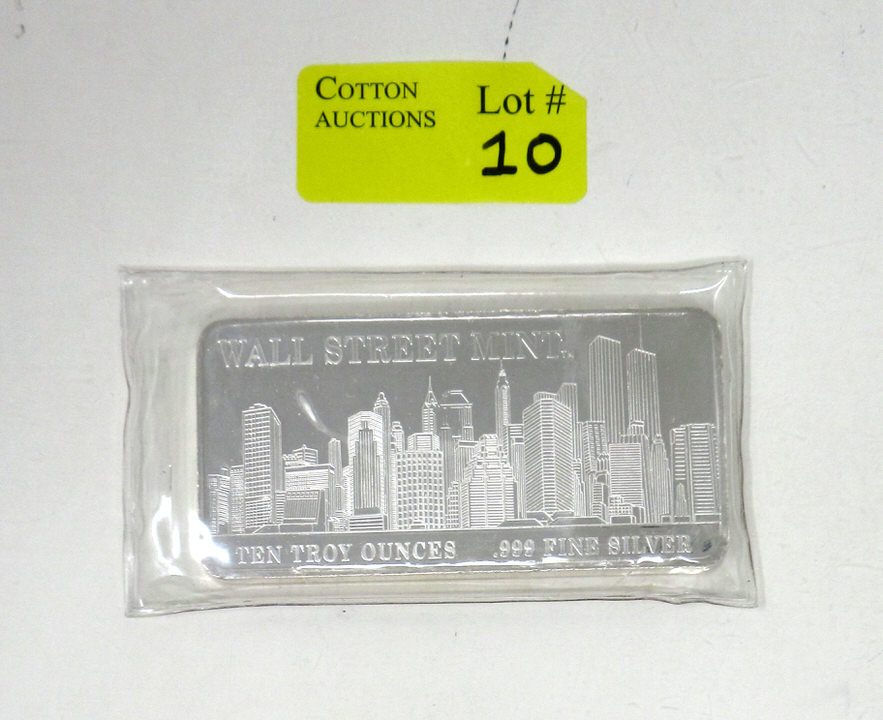 COTTON
AUCTIONS
Lot #
10
WALL STREET MINT
TEN TROY OUNCES .999 FINE SILVER